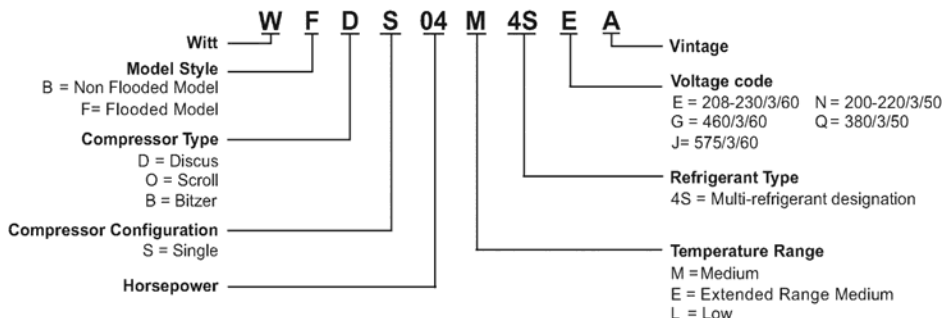 W F D S 04 M 4S E A
Witt
Model Style
B = Non Flooded Model
F= Flooded Model
Compressor Type
D = Discus
O = Scroll
B = Bitzer
Compressor Configuration
S = Single
Horsepower
Vintage
Voltage code
E = 208-230/3/60 N = 200-220/3/50
G = 460/3/60 Q = 380/3/50
J= 575/3/60
Refrigerant Type
4S = Multi-refrigerant designation
Temperature Range
M = Medium
E = Extended Range Medium
L = Low